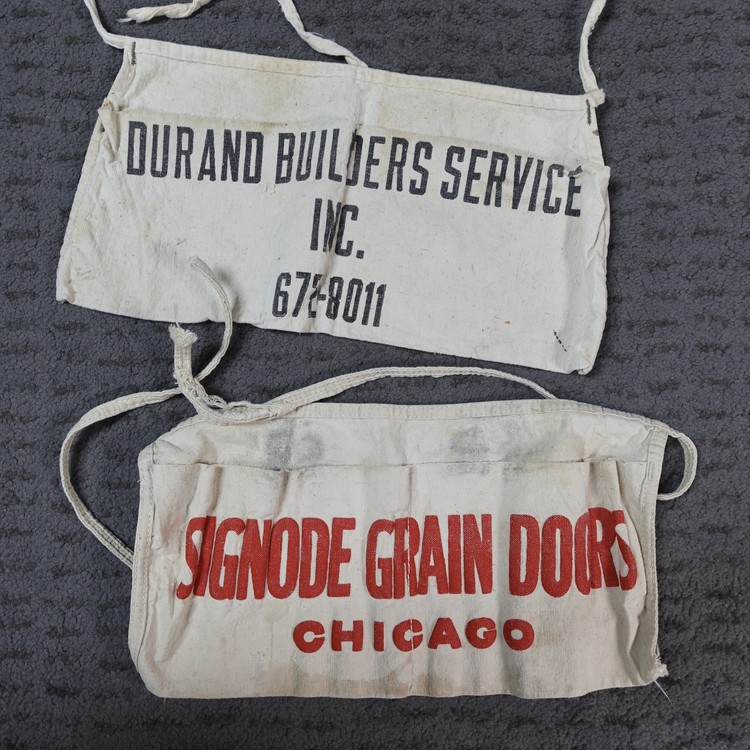 DURAND BUILDERS SERVICE
INC.
672-8011
SIGNODE GRAIN DOORS
CHICAGO